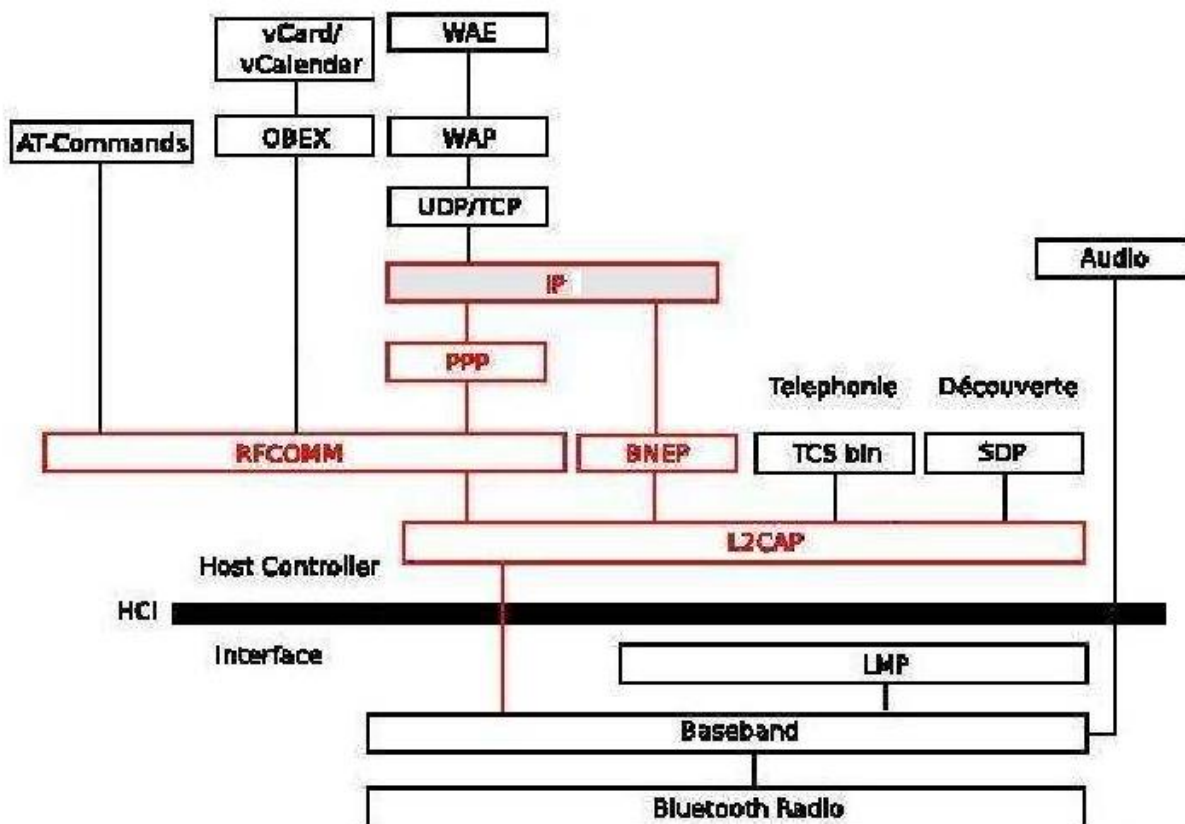 vCard/
vCalendar
WAE
AT-Commands
OBEX
WAP
UDP/TCP
Audio
IP
PPP
Telephonie
Découverte
RFCOMM
BNEP
TCS bin
SDP
L2CAP
Host Controller
HCI
Interface
LMP
Baseband
Bluetooth Radio